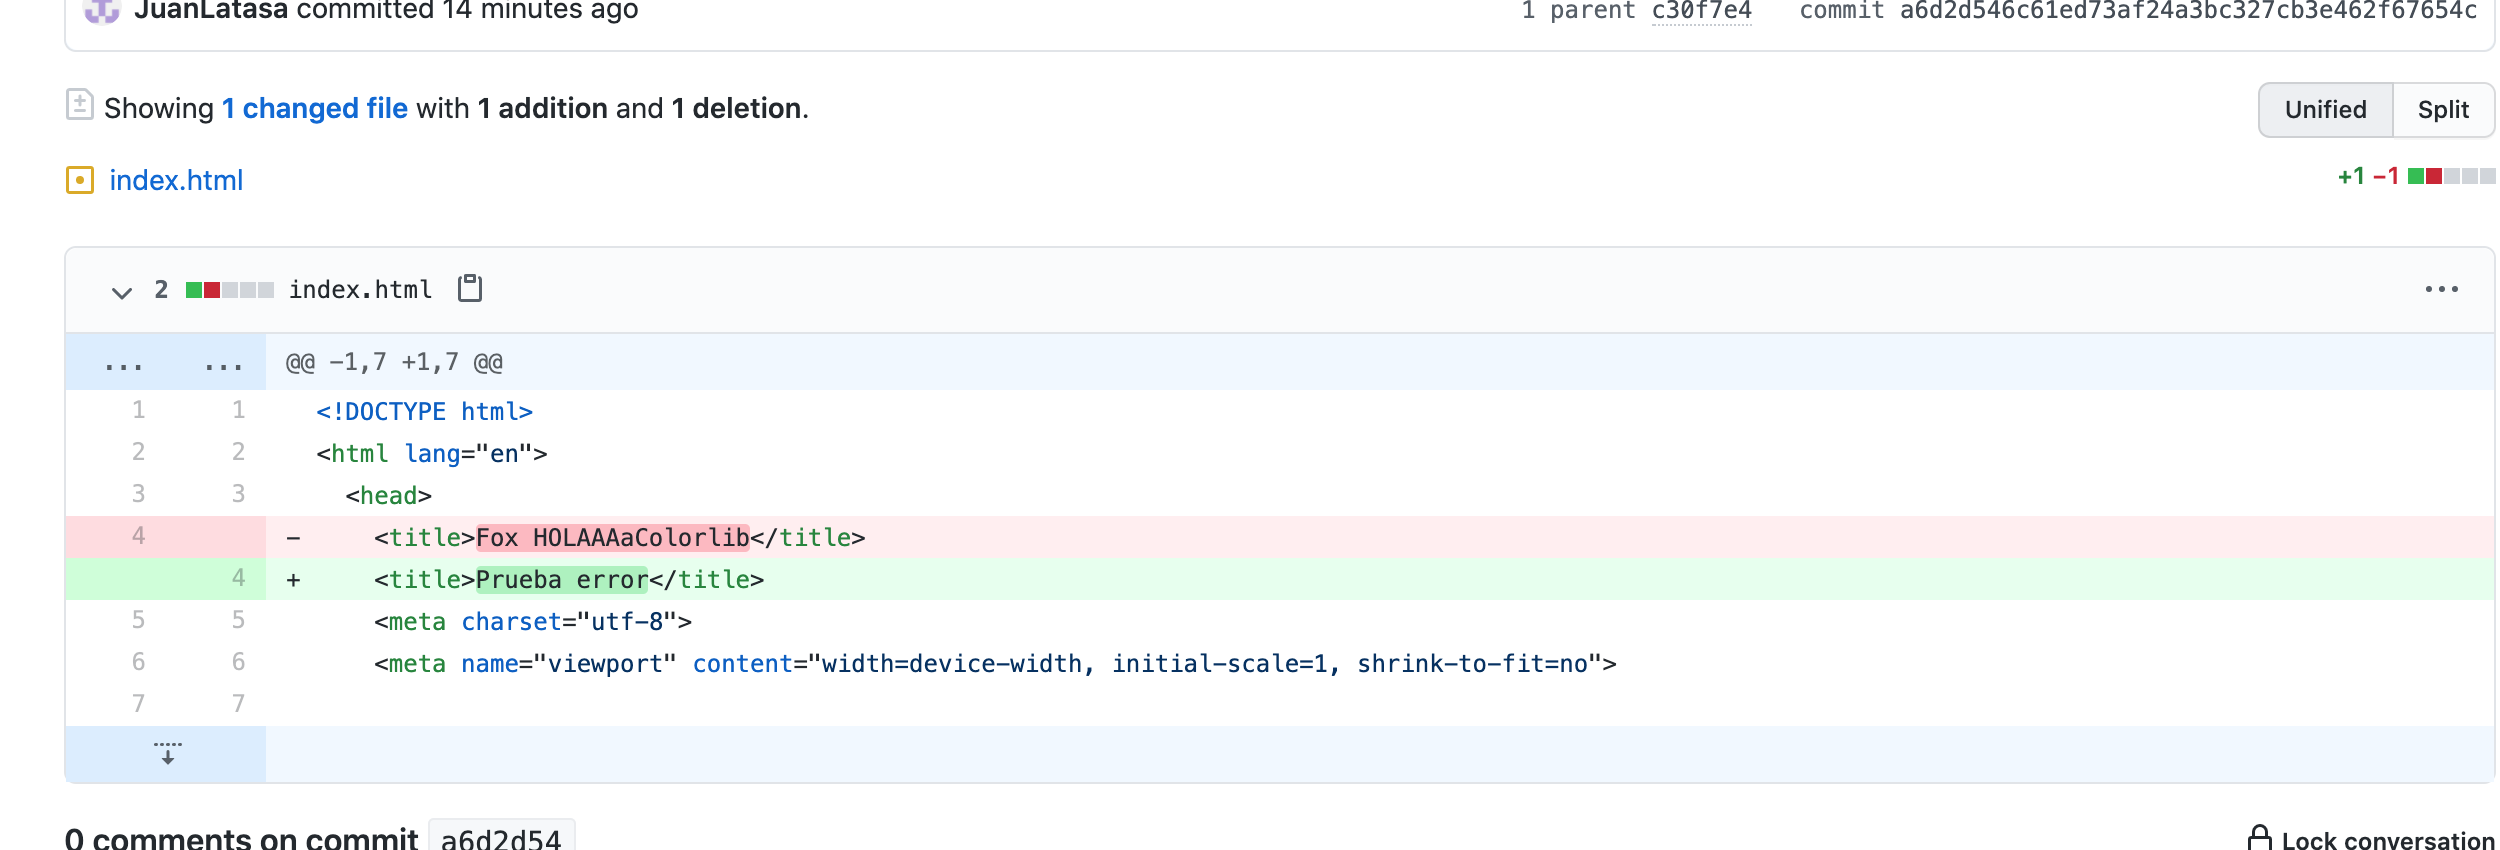 JuanLatasa committed 14 minutes ago 1 parent c30f7e4 commit a6d2d546c61ed73af24a3bc327cb3e462f67654c
Showing 1 changed file with 1 addition and 1 deletion. Unified Split
index.html +1 −1
2 index.html ...
... ... @@ -1,7 +1,7 @@
1 1 <!DOCTYPE html>
2 2 <html lang="en">
3 3 <head>
4 - <title>Fox HOLAAAaColorlib</title>
4 + <title>Prueba error</title>
5 5 <meta charset="utf-8">
6 6 <meta name="viewport" content="width=device-width, initial-scale=1, shrink-to-fit=no">
7 7
0 comments on commit a6d2d54 Lock conversation